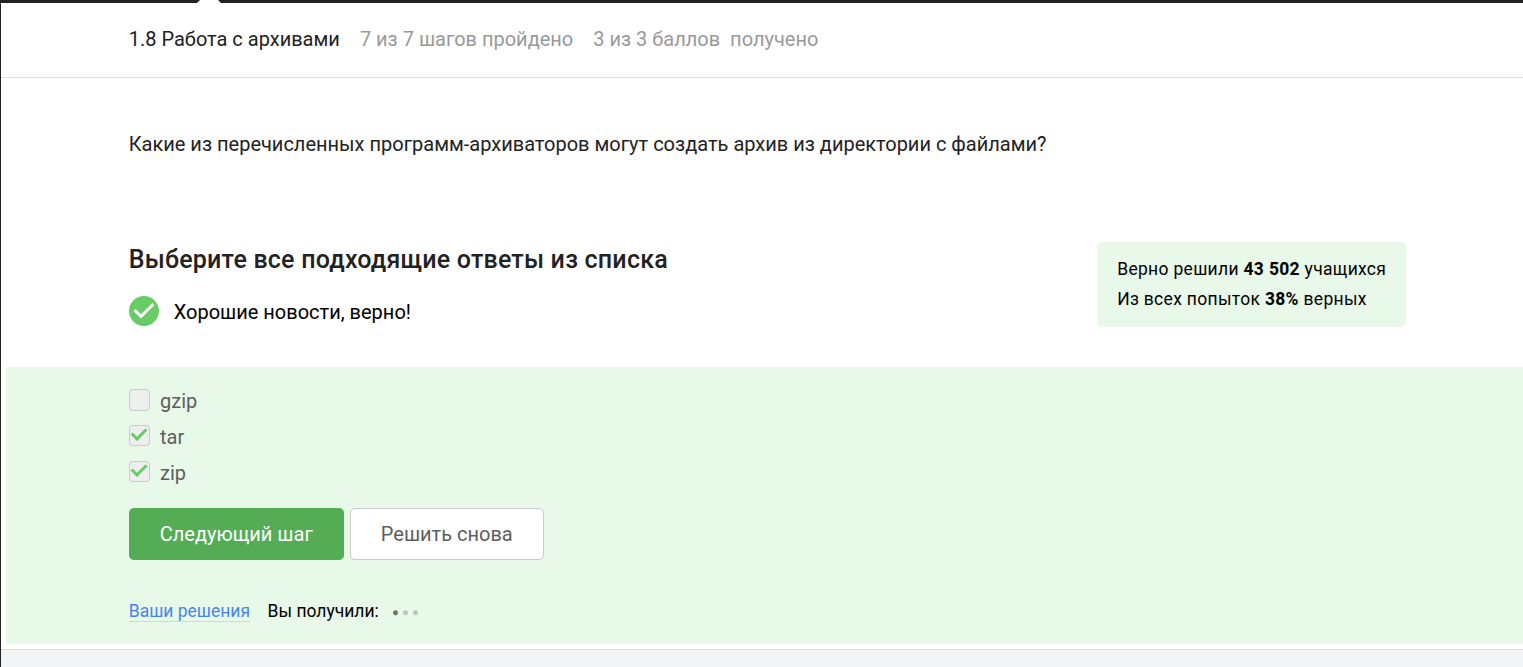 1.8 Работа с архивами 7 из 7 шагов пройдено 3 из 3 баллов получено
Какие из перечисленных программ-архиваторов могут создать архив из директории с файлами?
Выберите все подходящие ответы из списка
Хорошие новости, верно!
Верно решили 43 502 учащихся
Из всех попыток 38% верных
gzip
tar
zip
Следующий шаг Решить снова
Ваши решения Вы получили: